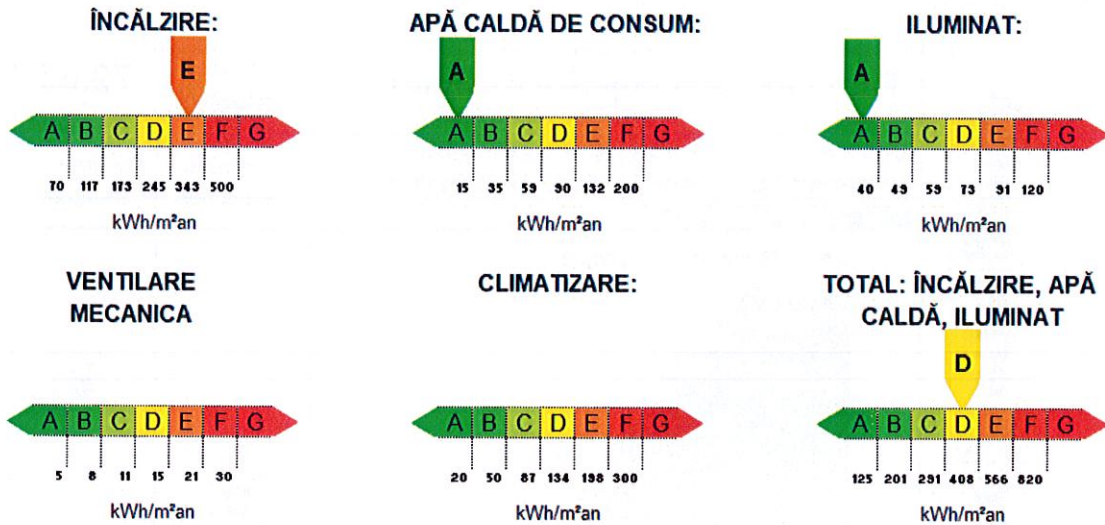 ÎNCĂLZIRE:
E
A B C D E F G
70 117 173 245 343 500
kWh/m²an
APĂ CALDĂ DE CONSUM:
A
A B C D E F G
15 35 59 90 132 200
kWh/m²an
ILUMINAT:
A
A B C D E F G
40 49 59 73 91 120
kWh/m²an
VENTILARE
MECANICA
A B C D E F G
5 8 11 15 21 30
kWh/m²an
CLIMATIZARE:
A B C D E F G
20 50 87 134 198 300
kWh/m²an
TOTAL: ÎNCĂLZIRE, APĂ
CALDĂ, ILUMINAT
D
A B C D E F G
125 201 291 408 566 820
kWh/m²an